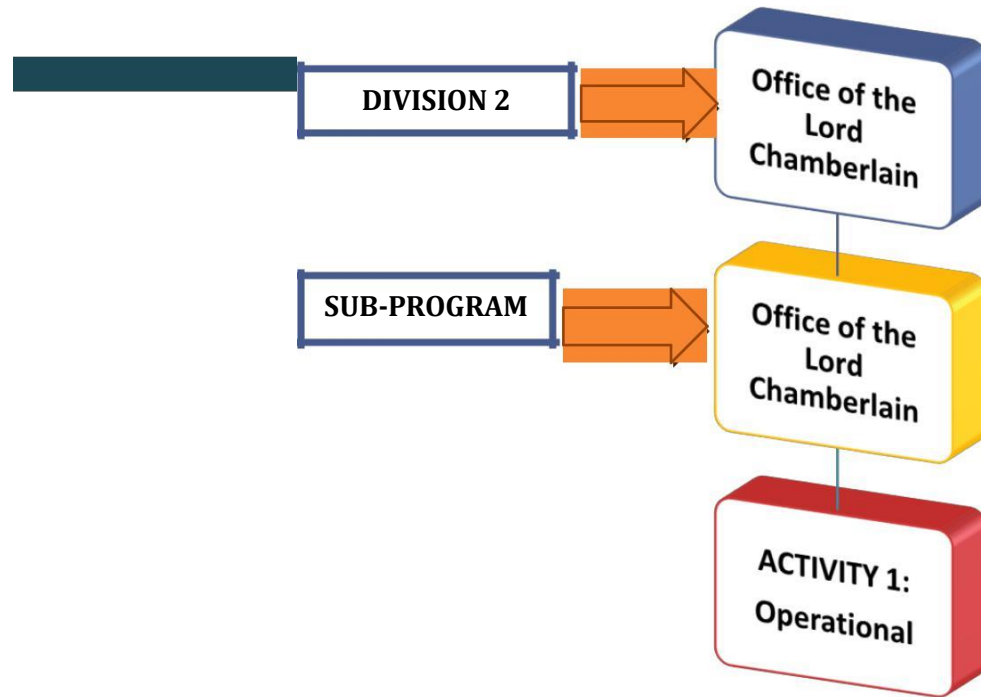 DIVISION 2
Office of the
Lord
Chamberlain
SUB-PROGRAM
Office of the
Lord
Chamberlain
ACTIVITY 1:
Operational